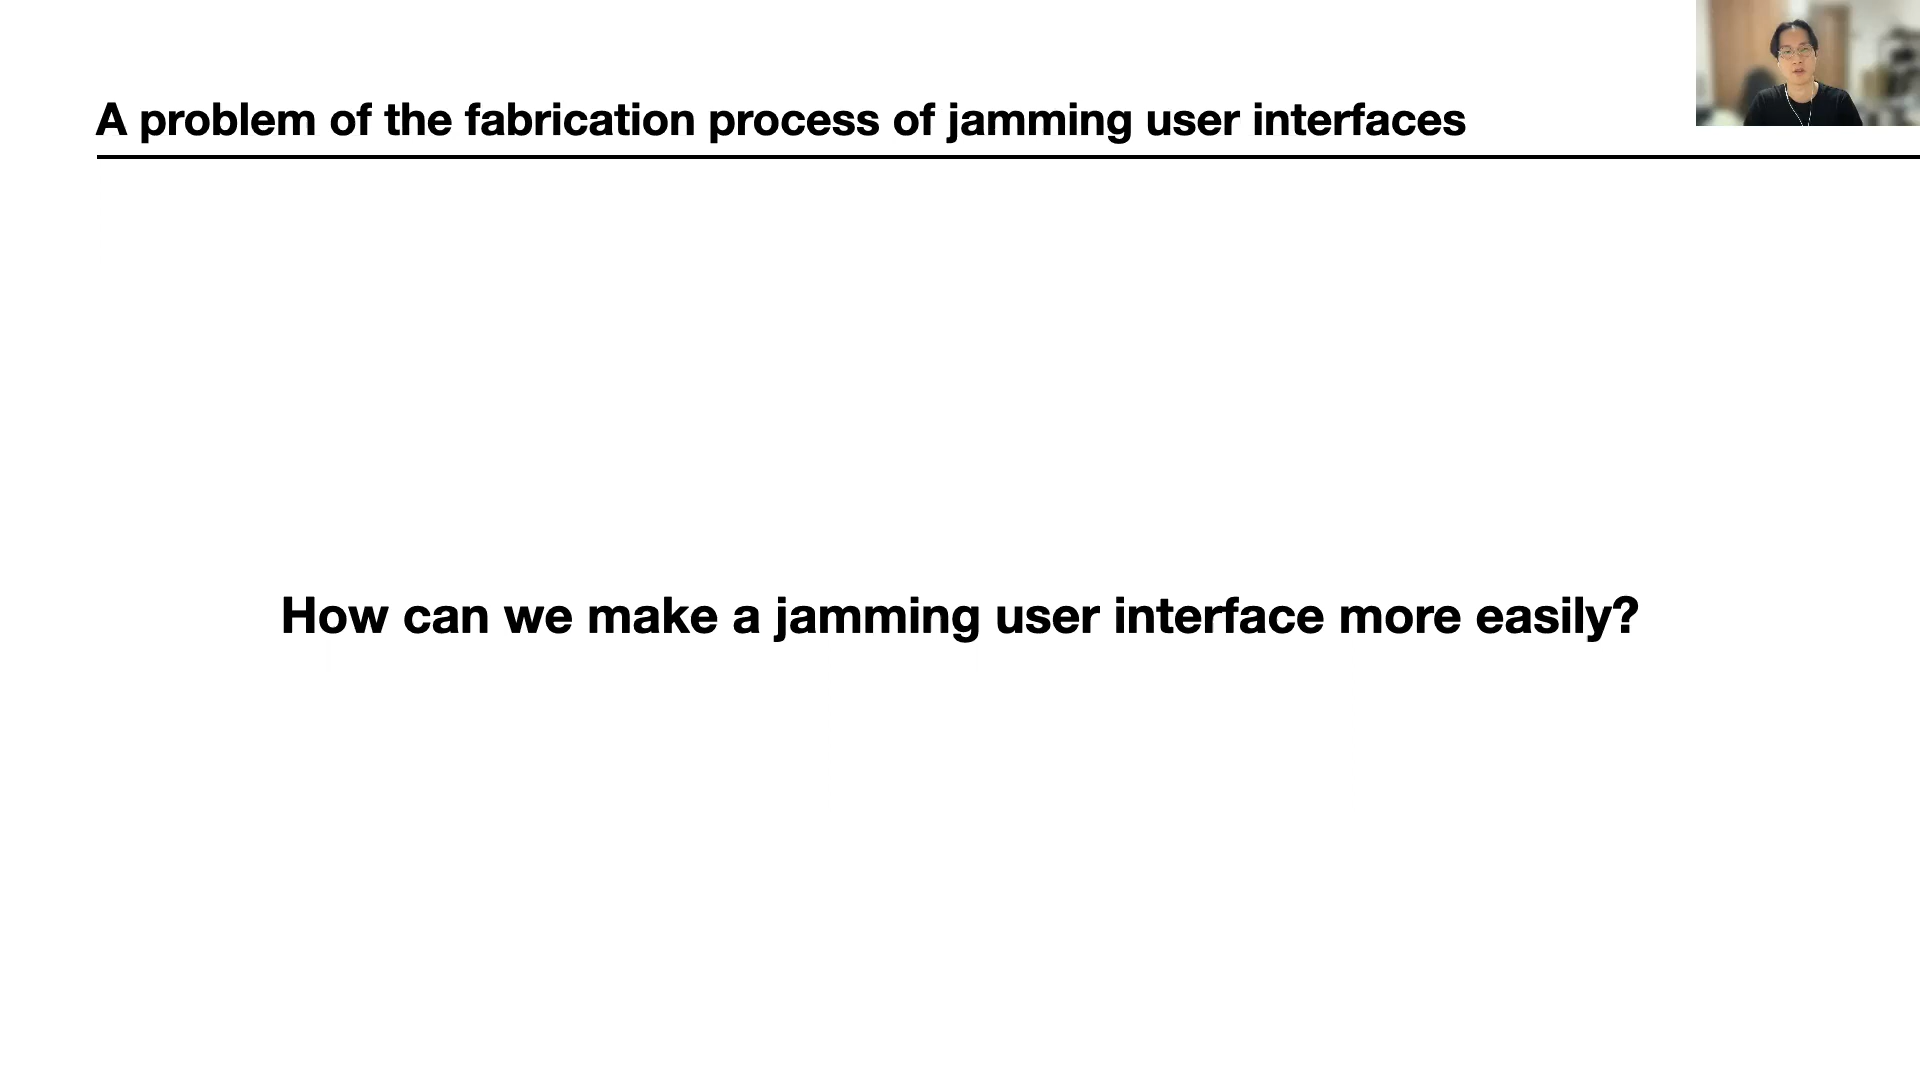 A problem of the fabrication process of jamming user interfaces
How can we make a jamming user interface more easily?